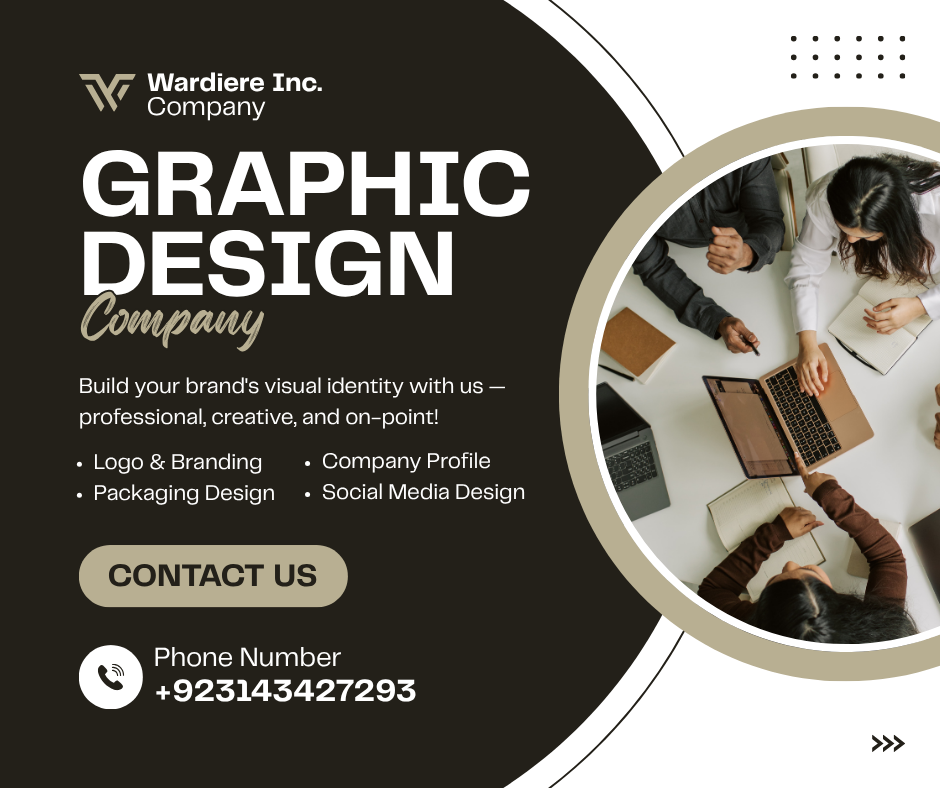 Wardiere Inc.
Company
GRAPHIC
DESIGN
Company
Build your brand's visual identity with us —
professional, creative, and on-point!
• Logo & Branding
• Packaging Design
• Company Profile
• Social Media Design
CONTACT US
Phone Number
+923143427293